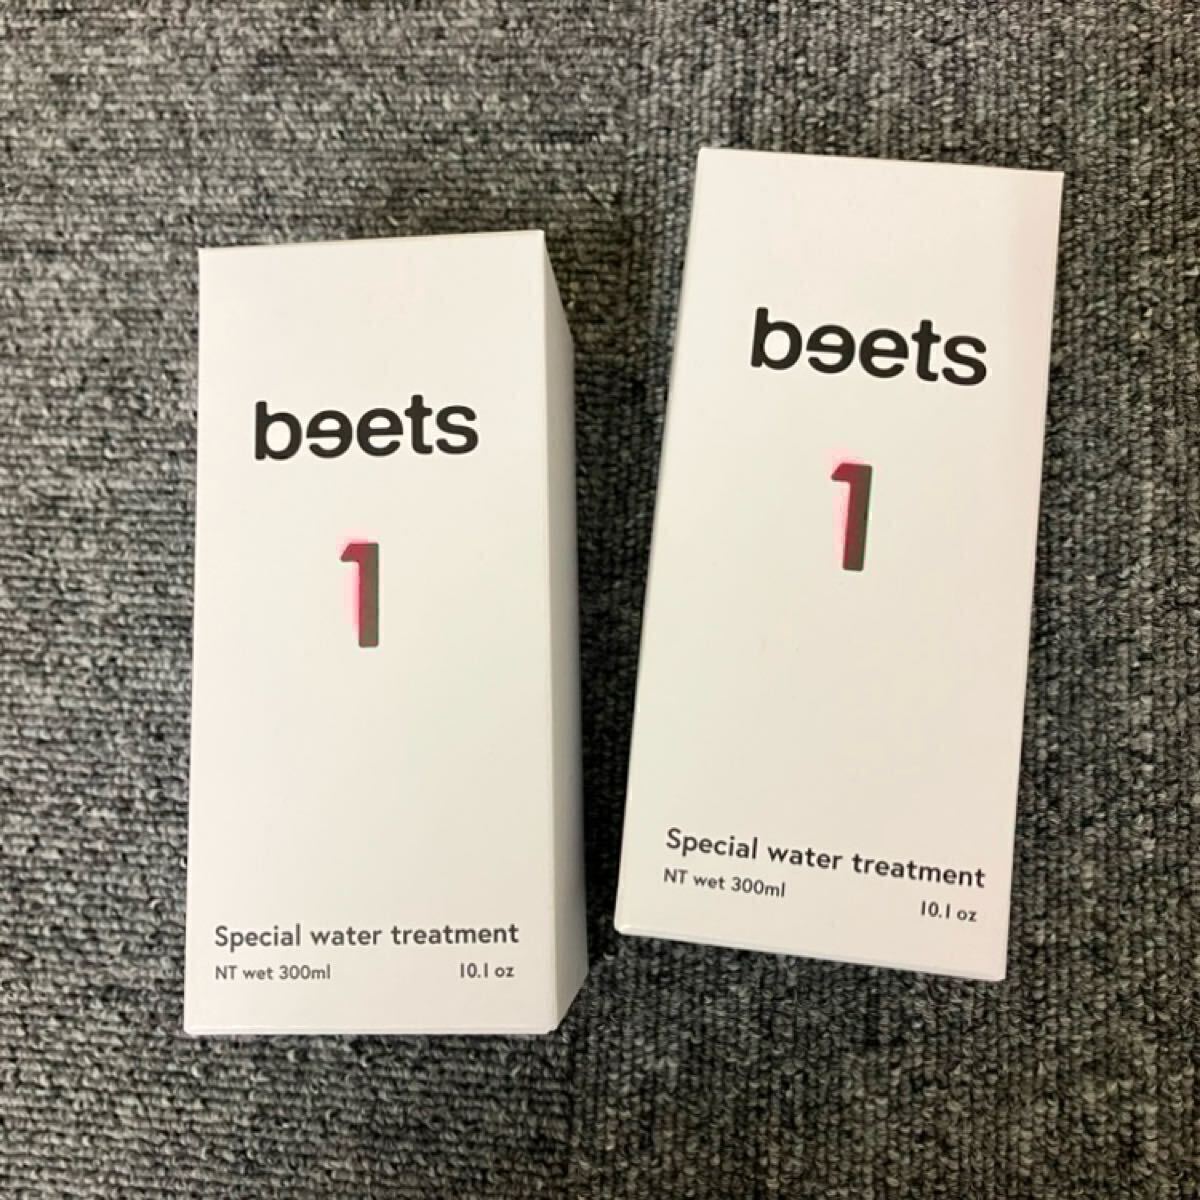 beets
1
Special water treatment
NT wet 300ml 10.1 oz
beets
1
Special water treatment
NT wet 300ml 10.1 oz